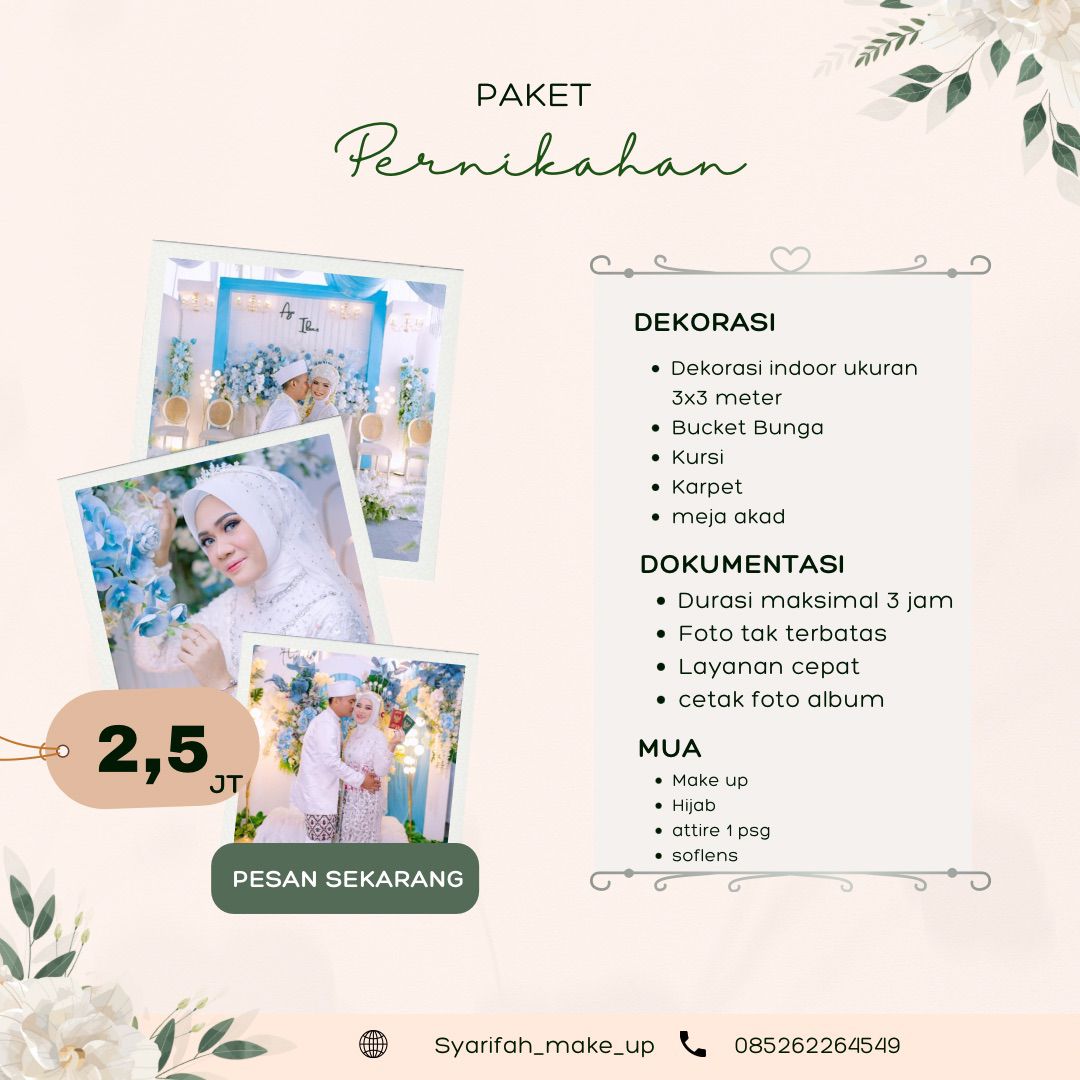 PAKET
Pernikahan
DEKORASI
• Dekorasi indoor ukuran
3x3 meter
• Bucket Bunga
• Kursi
• Karpet
• meja akad
DOKUMENTASI
• Durasi maksimal 3 jam
• Foto tak terbatas
• Layanan cepat
• cetak foto album
MUA
• Make up
• Hijab
• attire 1 psg
• soflens
2,5
JT
PESAN SEKARANG
Syarifah_make_up
085262264549